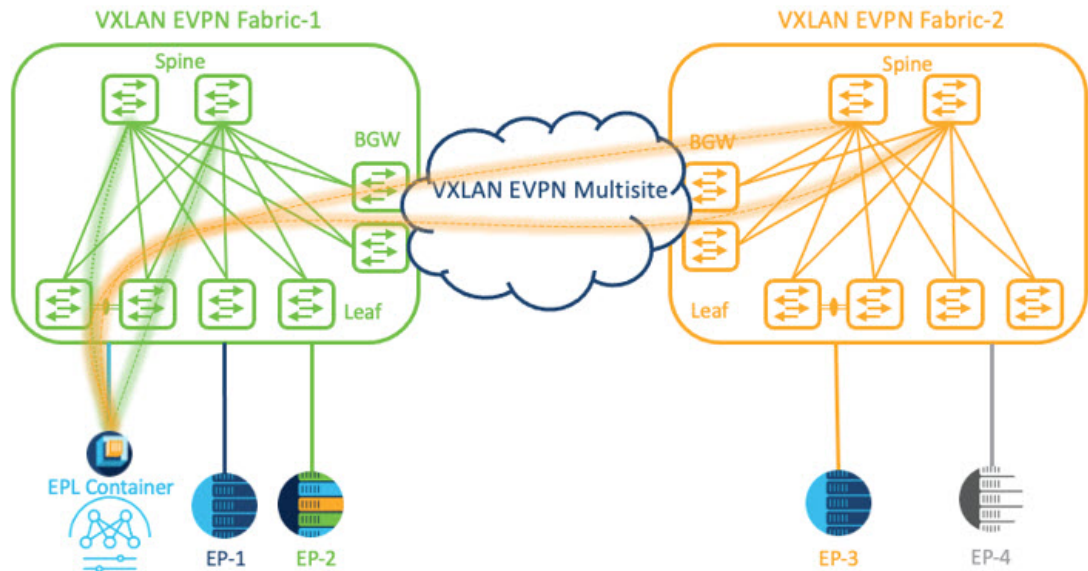 VXLAN EVPN Fabric-1
VXLAN EVPN Fabric-2
Spine
Spine
BGW
BGW
VXLAN EVPN Multisite
Leaf
Leaf
EPL Container
EP-1
EP-2
EP-3
EP-4